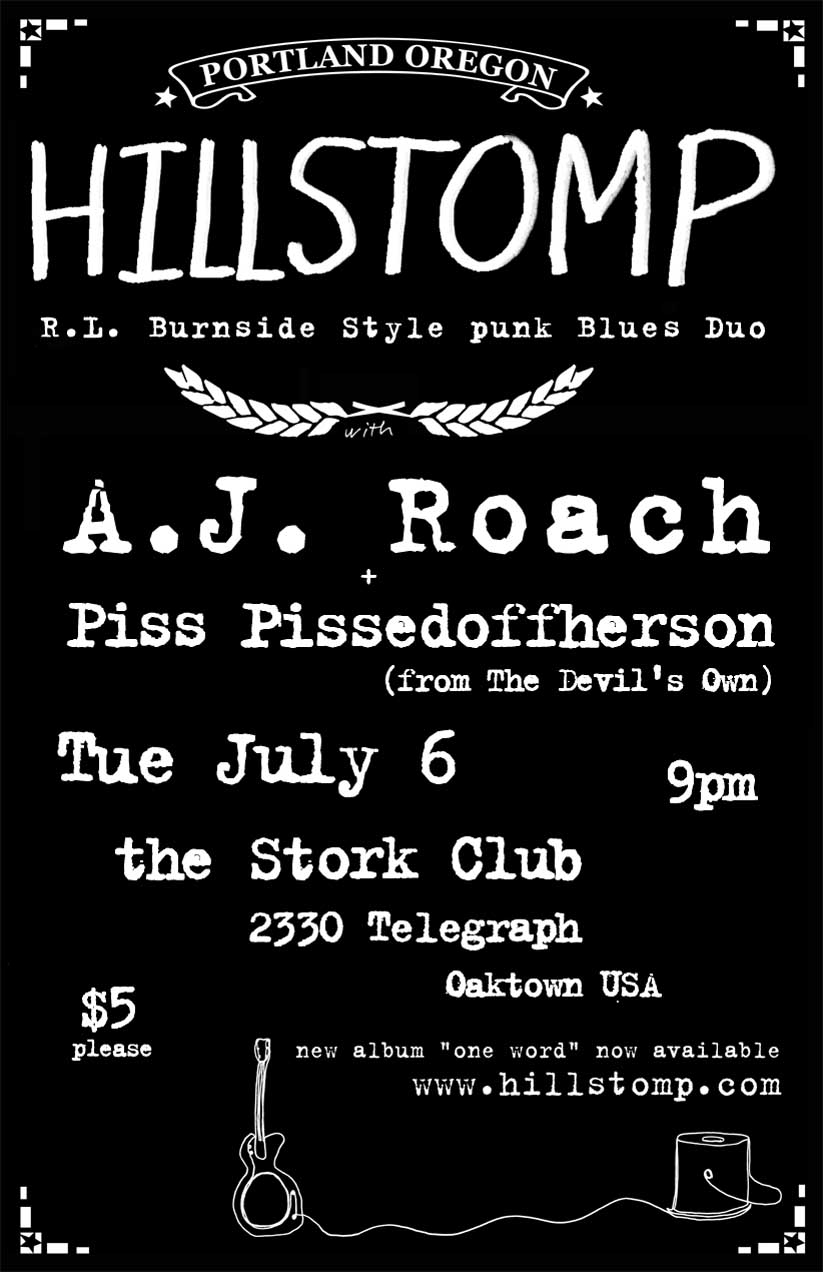 PORTLAND OREGON
HILLSTOMP
R.L. Burnside Style punk Blues Duo
with
A.J. Roach
+
Piss Pissedoffherson
(from The Devil's Own)
Tue July 6
9pm
the Stork Club
2330 Telegraph
Oaktown USA
$5
please
new album "one word" now available
www.hillstomp.com